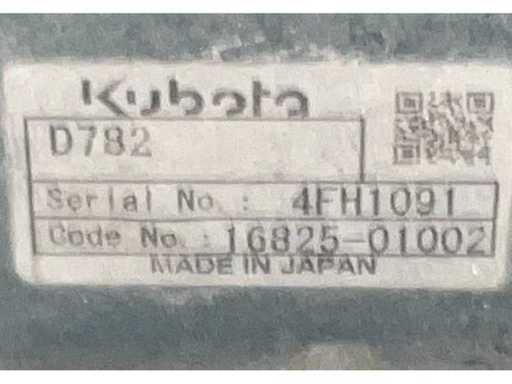 Kubota
D782
Serial No. : 4FH1091
Code No. : 16825-01002
MADE IN JAPAN